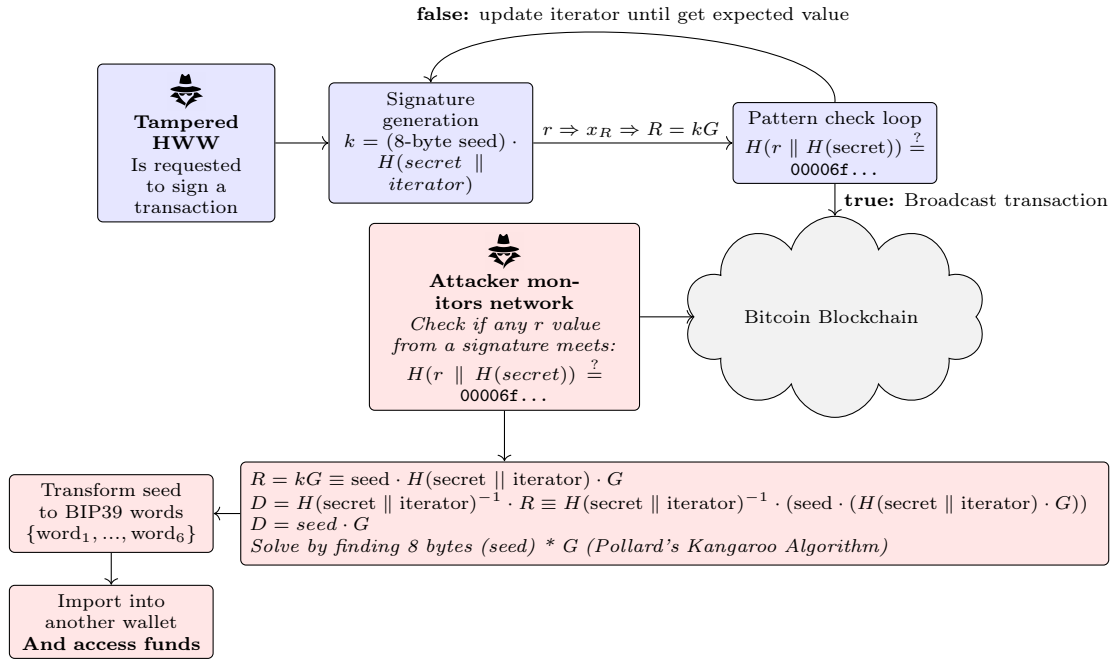 false: update iterator until get expected value
Tampered
HWW
Is requested
to sign a
transaction
Signature
generation
k = (8-byte seed) ·
H(secret ∥
iterator)
r ⇒ x_R ⇒ R = kG
Pattern check loop
H(r ∥ H(secret)) ≟
00006f...
true: Broadcast transaction
Attacker mon-
itors network
Check if any r value
from a signature meets:
H(r ∥ H(secret)) ≟
00006f...
Bitcoin Blockchain
R = kG ≡ seed · H(secret || iterator) · G
D = H(secret ∥ iterator)⁻¹ · R ≡ H(secret ∥ iterator)⁻¹ · (seed · (H(secret ∥ iterator) · G))
D = seed · G
Solve by finding 8 bytes (seed) * G (Pollard's Kangaroo Algorithm)
Transform seed
to BIP39 words
{word₁, ..., word₆}
Import into
another wallet
And access funds